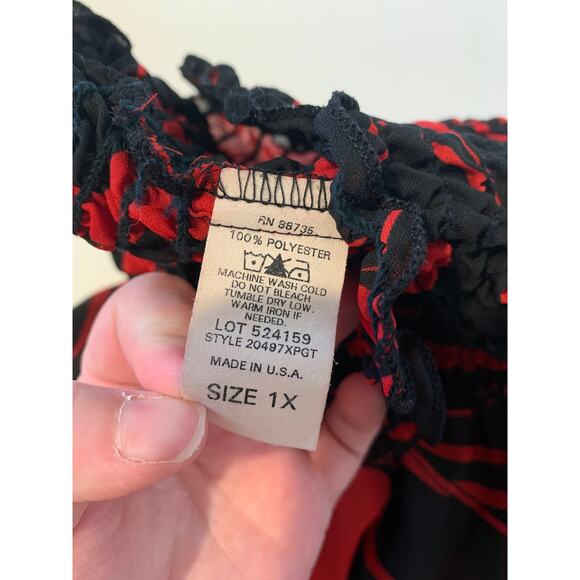 RN 88735
100% POLYESTER
MACHINE WASH COLD
DO NOT BLEACH
TUMBLE DRY LOW.
WARM IRON IF
NEEDED.
LOT 524159
STYLE 20497XPGT
MADE IN U.S.A.
SIZE 1X